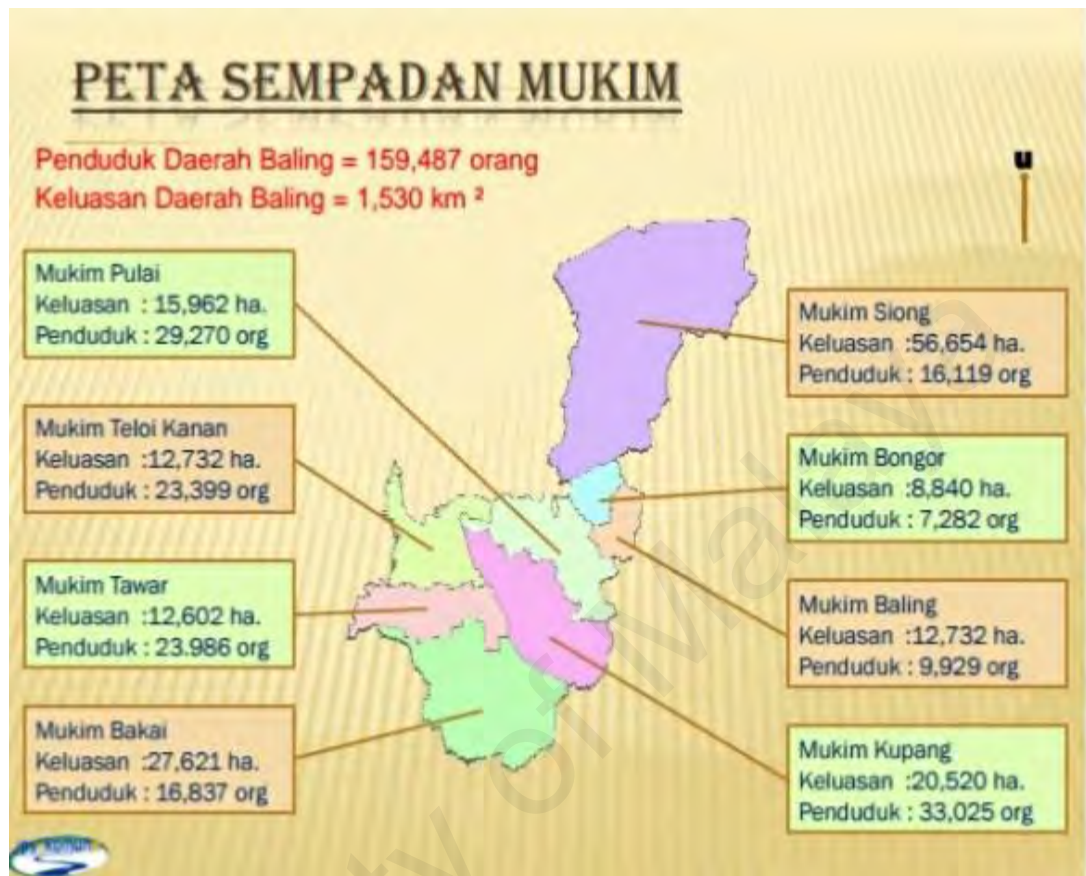 PETA SEMPADAN MUKIM
Penduduk Daerah Baling = 159,487 orang
Keluasan Daerah Baling = 1,530 km ²
u
Mukim Pulai
Keluasan : 15,962 ha.
Penduduk : 29,270 org
Mukim Teloi Kanan
Keluasan :12,732 ha.
Penduduk : 23,399 org
Mukim Tawar
Keluasan :12,602 ha.
Penduduk : 23.986 org
Mukim Bakai
Keluasan :27,621 ha.
Penduduk : 16,837 org
Mukim Siong
Keluasan :56,654 ha.
Penduduk : 16,119 org
Mukim Bongor
Keluasan :8,840 ha.
Penduduk : 7,282 org
Mukim Baling
Keluasan :12,732 ha.
Penduduk : 9,929 org
Mukim Kupang
Keluasan :20,520 ha.
Penduduk : 33,025 org
of Malaya